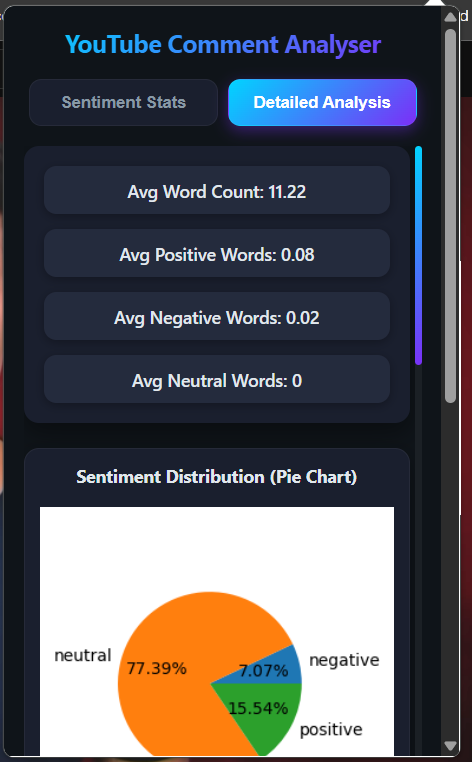 YouTube Comment Analyser
Sentiment Stats
Detailed Analysis
Avg Word Count: 11.22
Avg Positive Words: 0.08
Avg Negative Words: 0.02
Avg Neutral Words: 0
Sentiment Distribution (Pie Chart)
neutral
77.39%
7.07%
negative
15.54%
positive